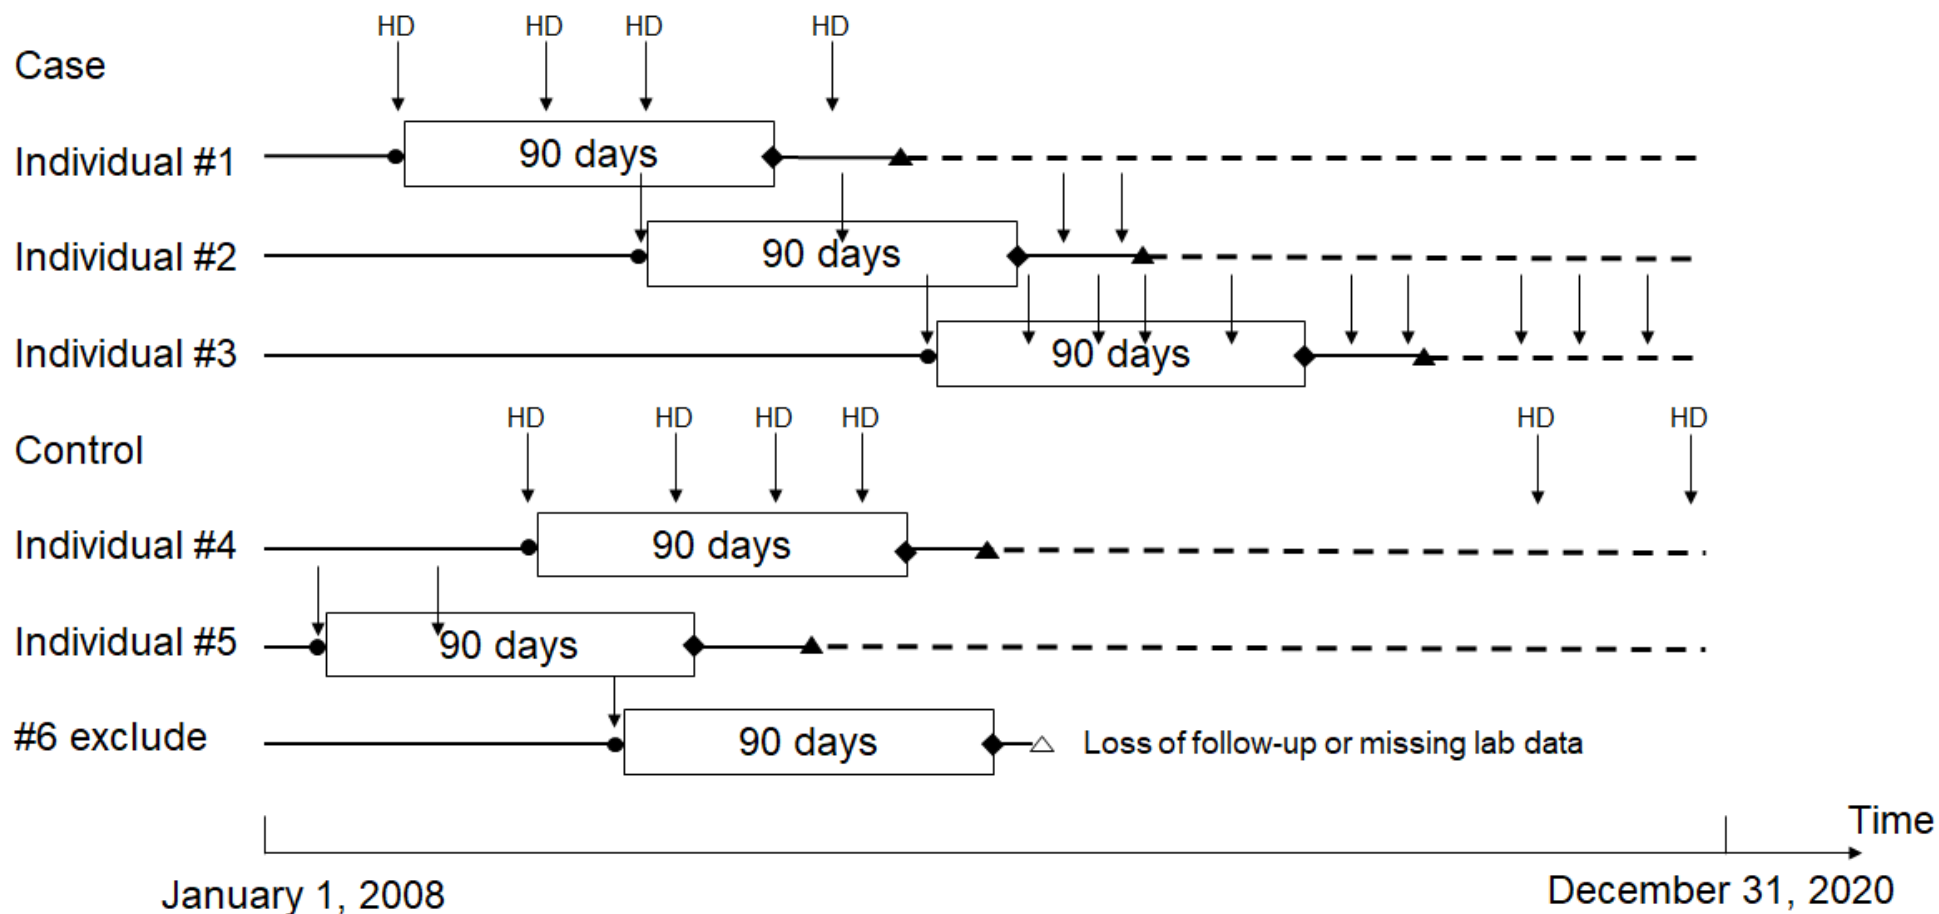 HD HD HD HD
Case
Individual #1 90 days
Individual #2 90 days
Individual #3 90 days
HD HD HD HD HD HD
Control
Individual #4 90 days
Individual #5 90 days
#6 exclude 90 days Loss of follow-up or missing lab data
Time
January 1, 2008 December 31, 2020